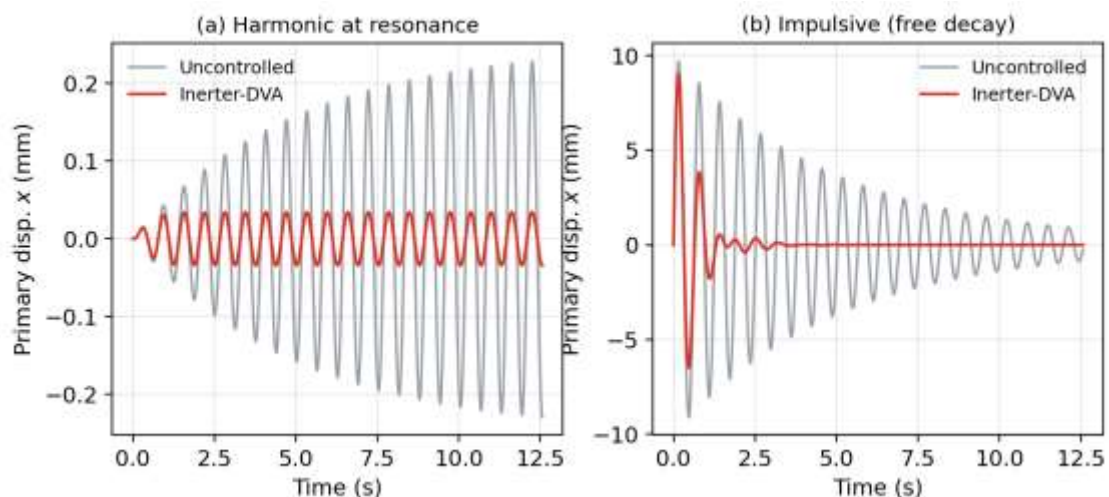 (a) Harmonic at resonance
Uncontrolled
Inerter-DVA
Primary disp. x (mm)
0.2
0.1
0.0
−0.1
−0.2
0.0 2.5 5.0 7.5 10.0 12.5
Time (s)
(b) Impulsive (free decay)
Uncontrolled
Inerter-DVA
Primary disp. x (mm)
10
5
0
−5
−10
0.0 2.5 5.0 7.5 10.0 12.5
Time (s)